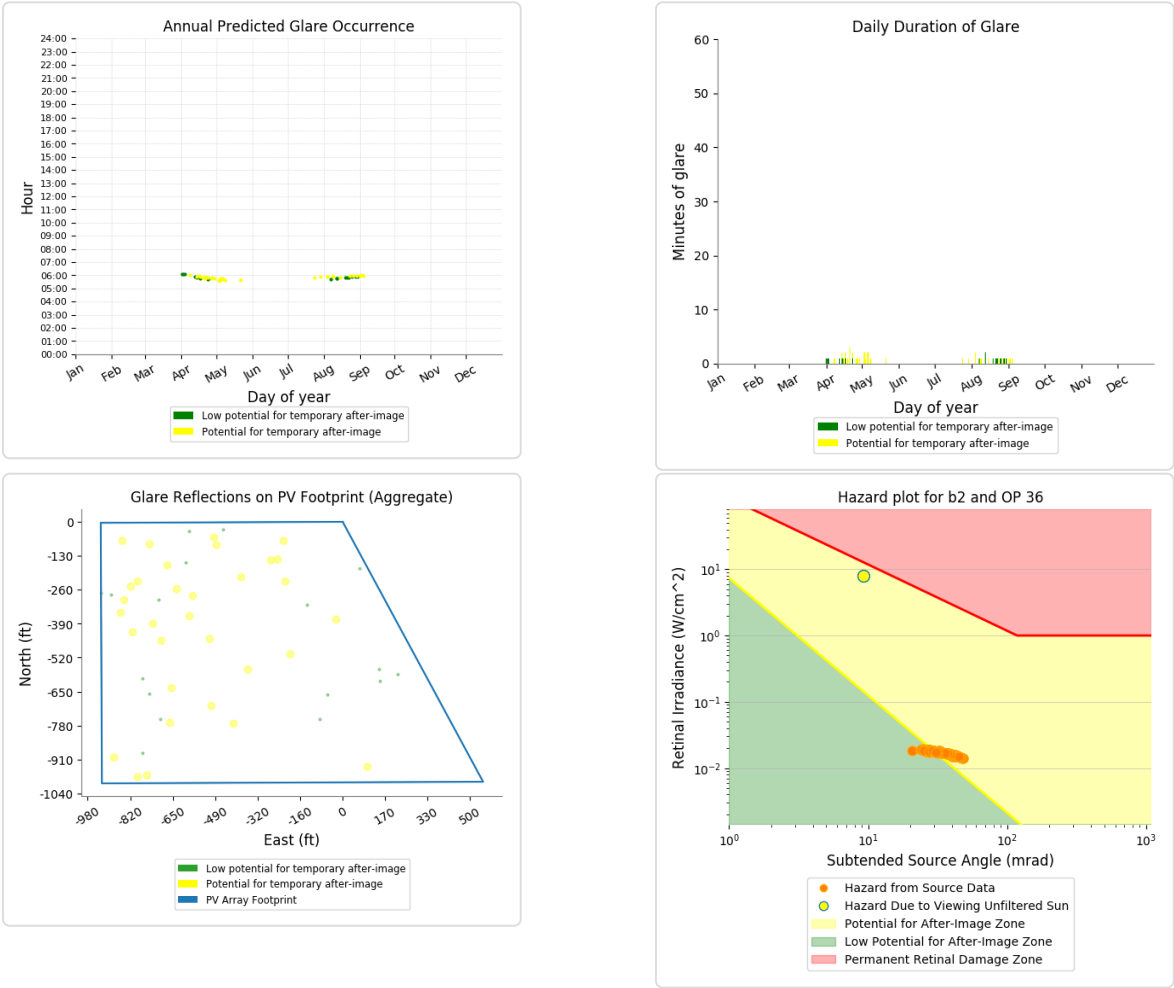 Annual Predicted Glare Occurrence
24:00
23:00
22:00
21:00
20:00
19:00
18:00
17:00
16:00
15:00
14:00
13:00
12:00
11:00
10:00
09:00
08:00
07:00
06:00
05:00
04:00
03:00
02:00
01:00
00:00
Hour
Jan Feb Mar Apr May Jun Jul Aug Sep Oct Nov Dec
Day of year
Low potential for temporary after-image
Potential for temporary after-image
Daily Duration of Glare
60
50
40
30
20
10
0
Minutes of glare
Jan Feb Mar Apr May Jun Jul Aug Sep Oct Nov Dec
Day of year
Low potential for temporary after-image
Potential for temporary after-image
Glare Reflections on PV Footprint (Aggregate)
0
-130
-260
-390
-520
-650
-780
-910
-1040
North (ft)
-980 -820 -650 -490 -320 -160 0 170 330 500
East (ft)
Low potential for temporary after-image
Potential for temporary after-image
PV Array Footprint
Hazard plot for b2 and OP 36
10^1
10^0
10^−1
10^−2
Retinal Irradiance (W/cm^2)
10^0 10^1 10^2 10^3
Subtended Source Angle (mrad)
Hazard from Source Data
Hazard Due to Viewing Unfiltered Sun
Potential for After-Image Zone
Low Potential for After-Image Zone
Permanent Retinal Damage Zone